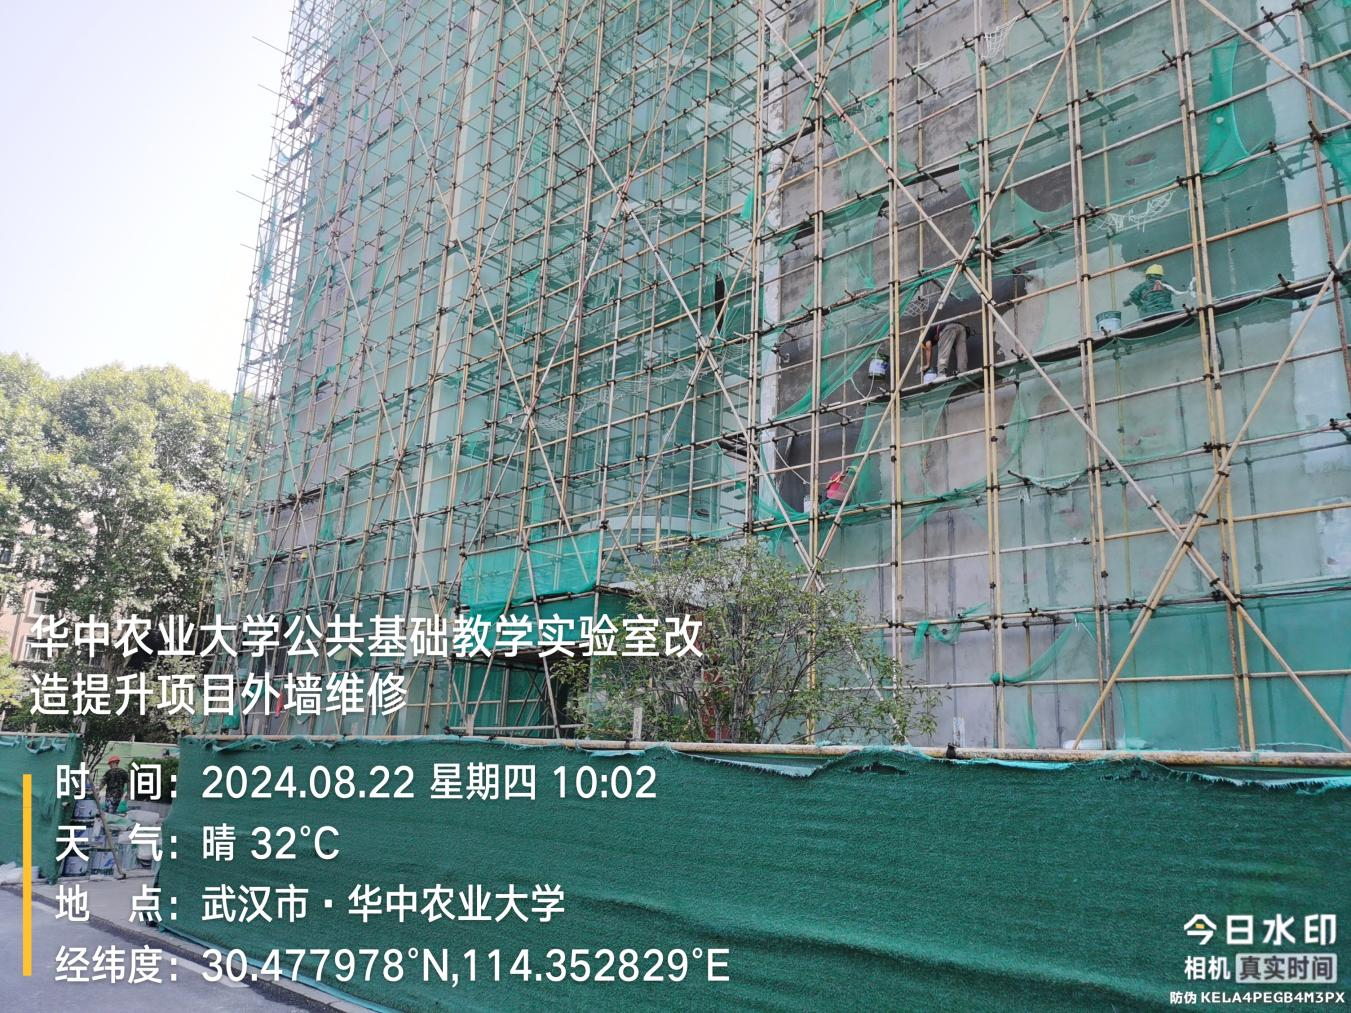 华中农业大学公共基础教学实验室改
造提升项目外墙维修
时 间：2024.08.22 星期四 10:02
天 气：晴 32°C
地 点：武汉市·华中农业大学
经纬度：30.477978°N,114.352829°E
今日水印
相机 真实时间
防伪 KELA4PEGB4M3PX